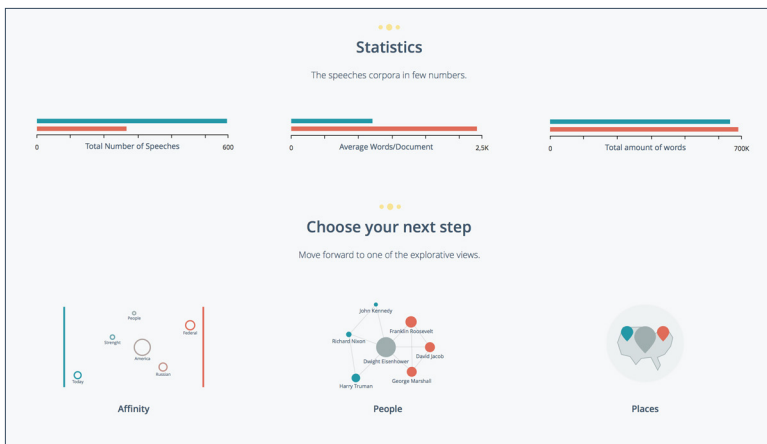 Statistics
The speeches corpora in few numbers.
0 Total Number of Speeches 600
0 Average Words/Document 2,5K
0 Total amount of words 700K
Choose your next step
Move forward to one of the explorative views.
People
Federal
Strenght
America
Russian
Today
Affinity
John Kennedy
Franklin Roosevelt
Richard Nixon
David Jacob
Dwight Eisenhower
George Marshall
Harry Truman
People
Places